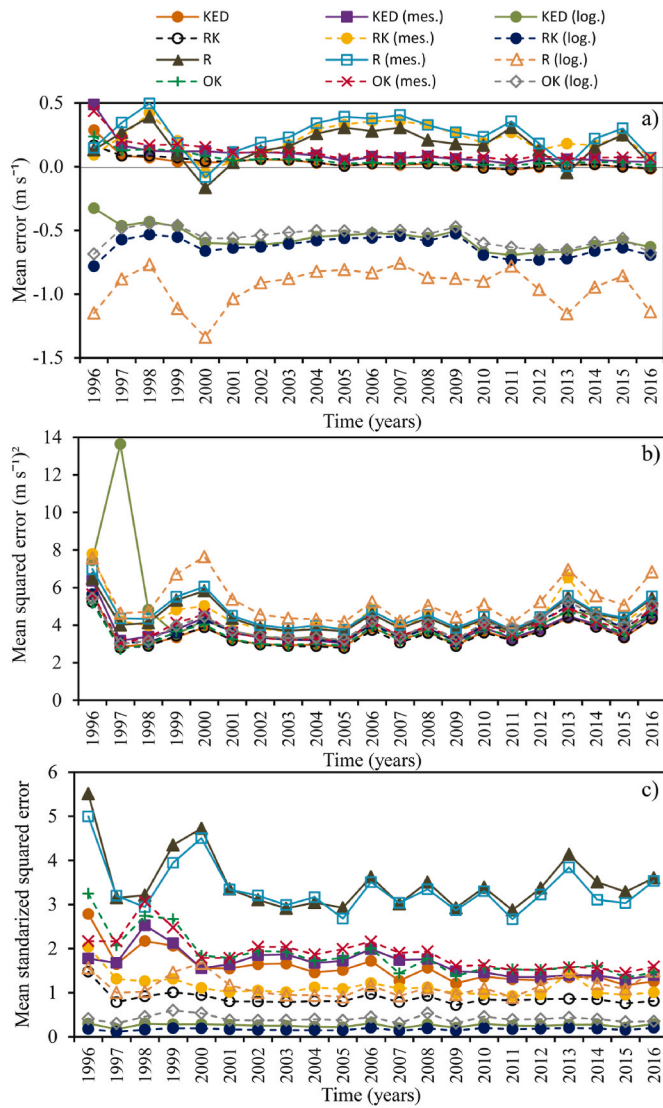 KED KED (mes.) KED (log.)
RK RK (mes.) RK (log.)
R R (mes.) R (log.)
OK OK (mes.) OK (log.)
a)
Mean error (m s⁻¹)
0.5
0.0
-0.5
-1.0
-1.5
1996 1997 1998 1999 2000 2001 2002 2003 2004 2005 2006 2007 2008 2009 2010 2011 2012 2013 2014 2015 2016
Time (years)
b)
Mean squared error (m s⁻¹)²
14
12
10
8
6
4
2
0
1996 1997 1998 1999 2000 2001 2002 2003 2004 2005 2006 2007 2008 2009 2010 2011 2012 2013 2014 2015 2016
Time (years)
c)
Mean standarized squared error
6
5
4
3
2
1
0
1996 1997 1998 1999 2000 2001 2002 2003 2004 2005 2006 2007 2008 2009 2010 2011 2012 2013 2014 2015 2016
Time (years)